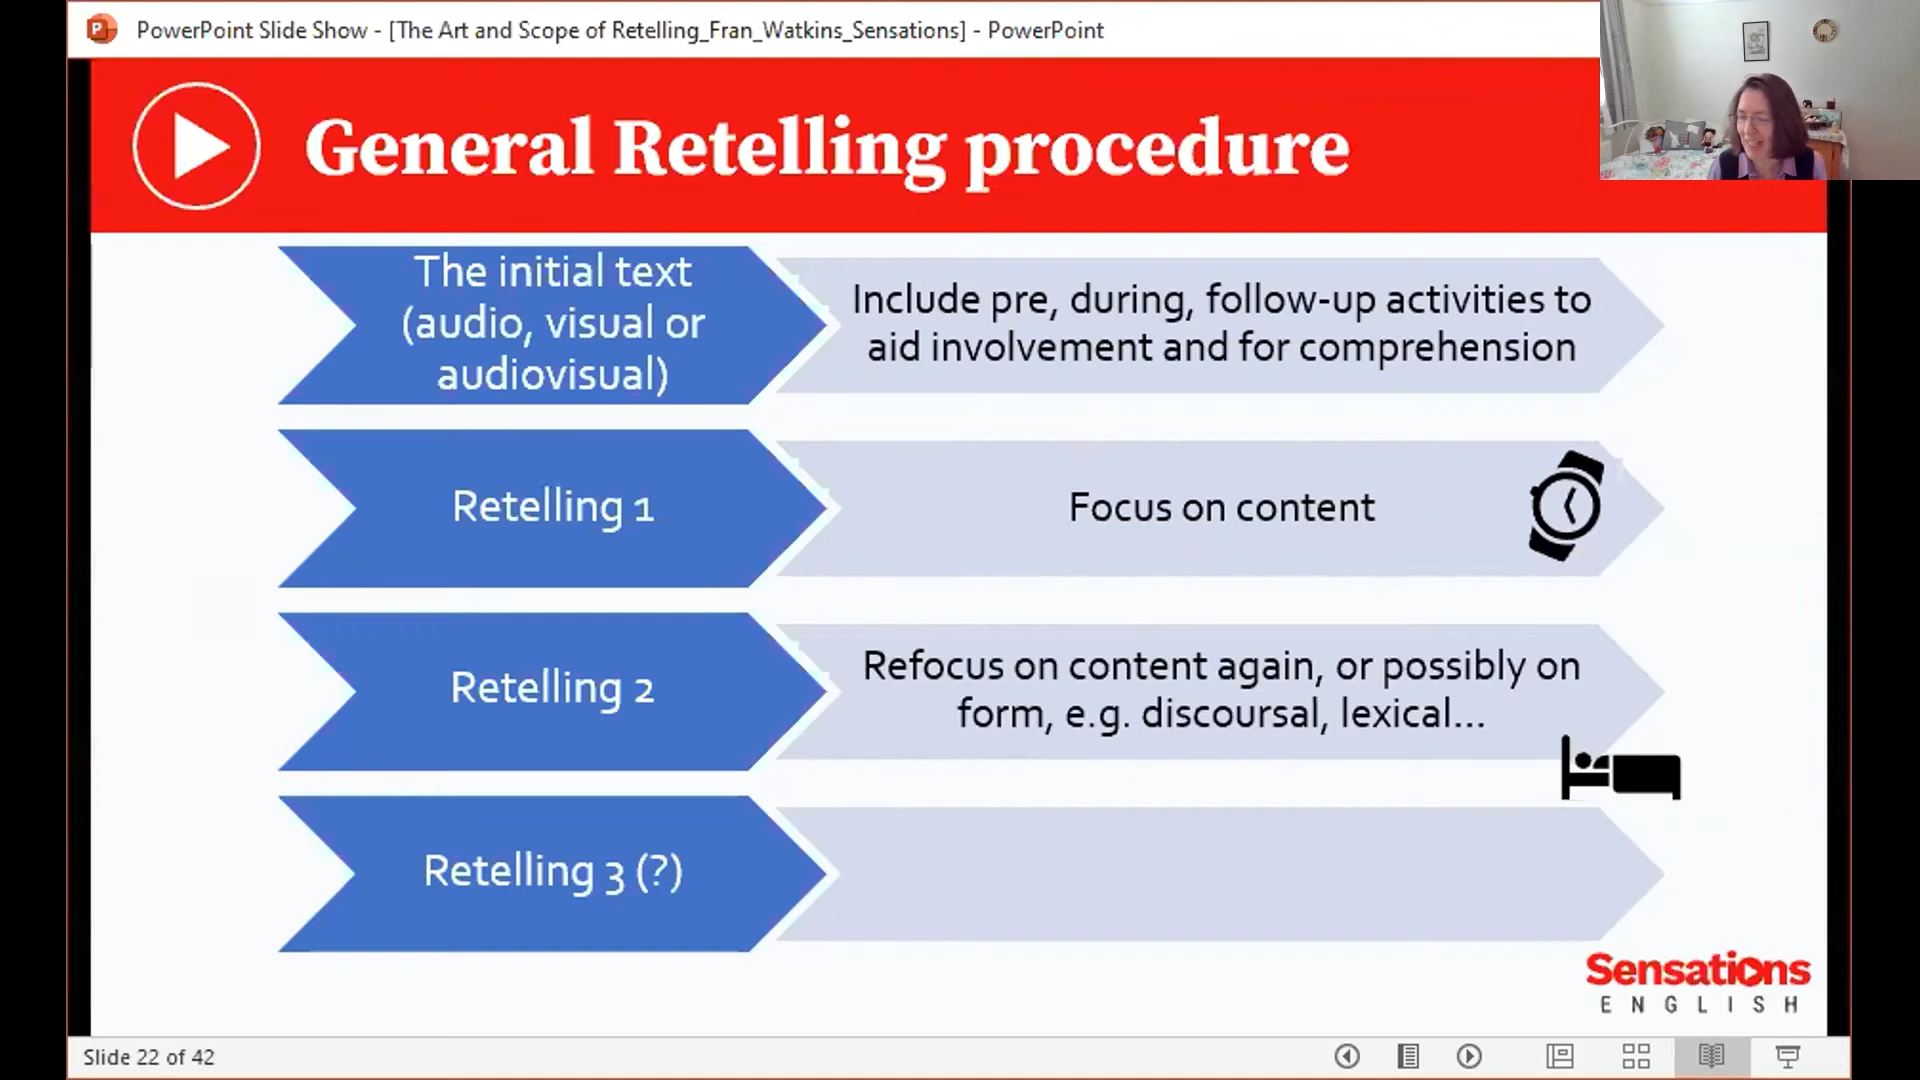 PowerPoint Slide Show - [The Art and Scope of Retelling_Fran_Watkins_Sensations] - PowerPoint
General Retelling procedure
The initial text
(audio, visual or
audiovisual)
Include pre, during, follow-up activities to
aid involvement and for comprehension
Retelling 1
Focus on content
Retelling 2
Refocus on content again, or possibly on
form, e.g. discoursal, lexical...
Retelling 3 (?)
Sensations
ENGLISH
Slide 22 of 42